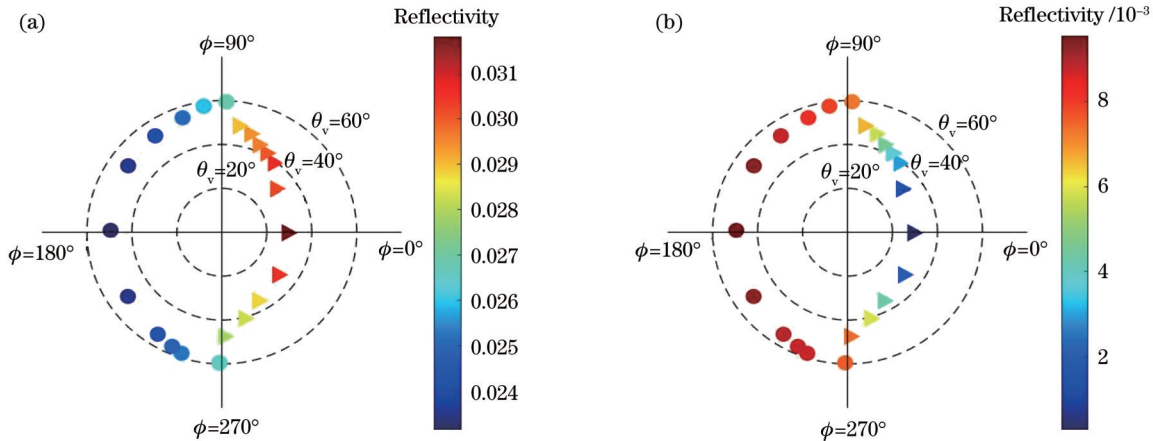 (a)
Reflectivity
ϕ=90°
θv=60°
θv=40°
θv=20°
ϕ=180°
ϕ=0°
ϕ=270°
0.031
0.030
0.029
0.028
0.027
0.026
0.025
0.024
(b)
Reflectivity /10⁻³
ϕ=90°
θv=60°
θv=40°
θv=20°
ϕ=180°
ϕ=0°
ϕ=270°
8
6
4
2